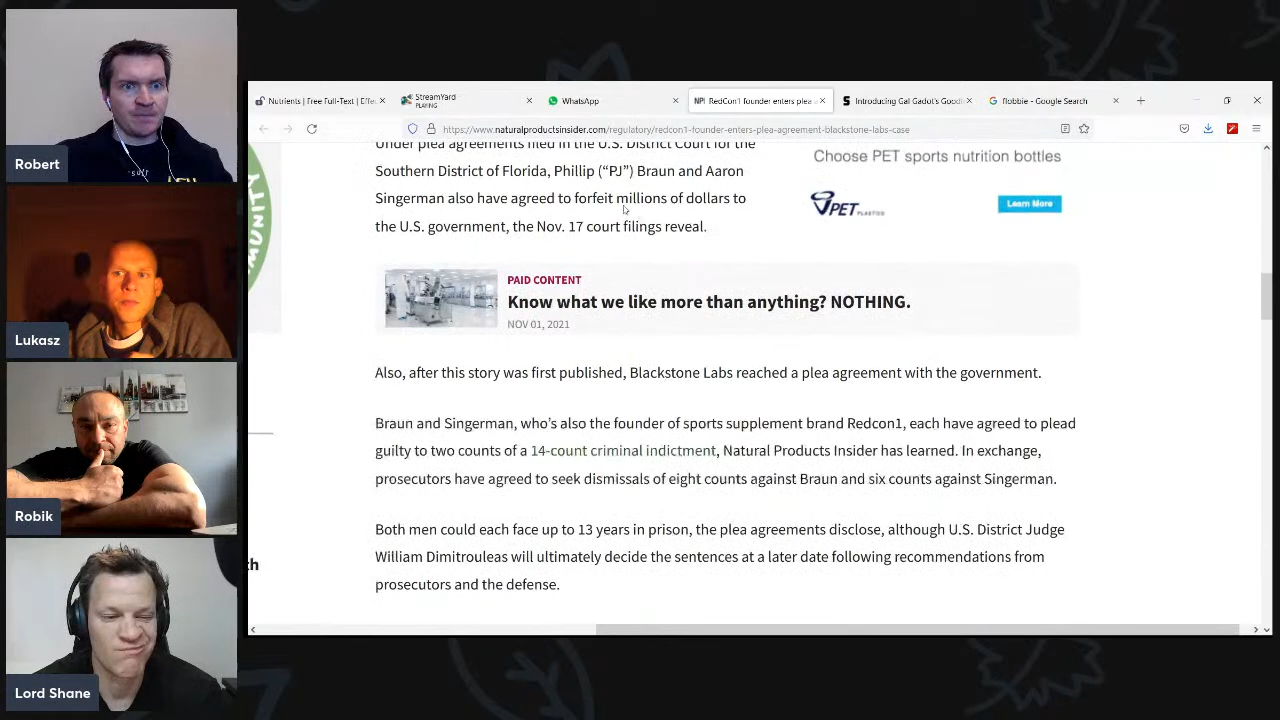 Robert
Lukasz
Robik
Lord Shane
Nutrients | Free Full-Text | Effec
StreamYard
PLAYING
WhatsApp
RedCon1 founder enters plea
Introducing Gal Gadot's Goodl
flobbie - Google Search
https://www.naturalproductsinsider.com/regulatory/redcon1-founder-enters-plea-agreement-blackstone-labs-case
Under plea agreements filed in the U.S. District Court for the
Southern District of Florida, Phillip (“PJ”) Braun and Aaron
Singerman also have agreed to forfeit millions of dollars to
the U.S. government, the Nov. 17 court filings reveal.
Choose PET sports nutrition bottles
Learn More
PAID CONTENT
Know what we like more than anything? NOTHING.
NOV 01, 2021
Also, after this story was first published, Blackstone Labs reached a plea agreement with the government.
Braun and Singerman, who’s also the founder of sports supplement brand Redcon1, each have agreed to plead
guilty to two counts of a 14-count criminal indictment, Natural Products Insider has learned. In exchange,
prosecutors have agreed to seek dismissals of eight counts against Braun and six counts against Singerman.
Both men could each face up to 13 years in prison, the plea agreements disclose, although U.S. District Judge
William Dimitrouleas will ultimately decide the sentences at a later date following recommendations from
prosecutors and the defense.